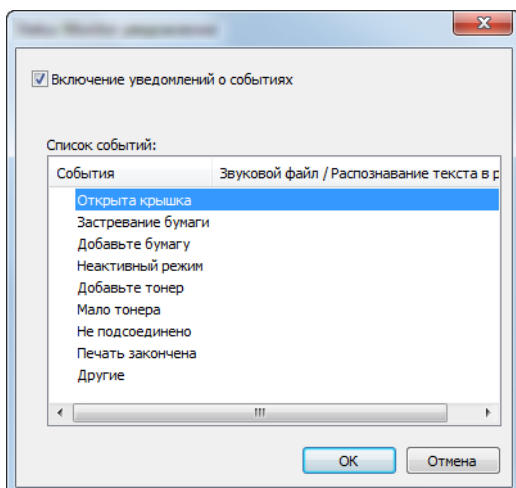 Включение уведомлений о событиях
Список событий:
События Звуковой файл / Распознавание текста в р
Открыта крышка
Застревание бумаги
Добавьте бумагу
Неактивный режим
Добавьте тонер
Мало тонера
Не подсоединено
Печать закончена
Другие
OK Отмена